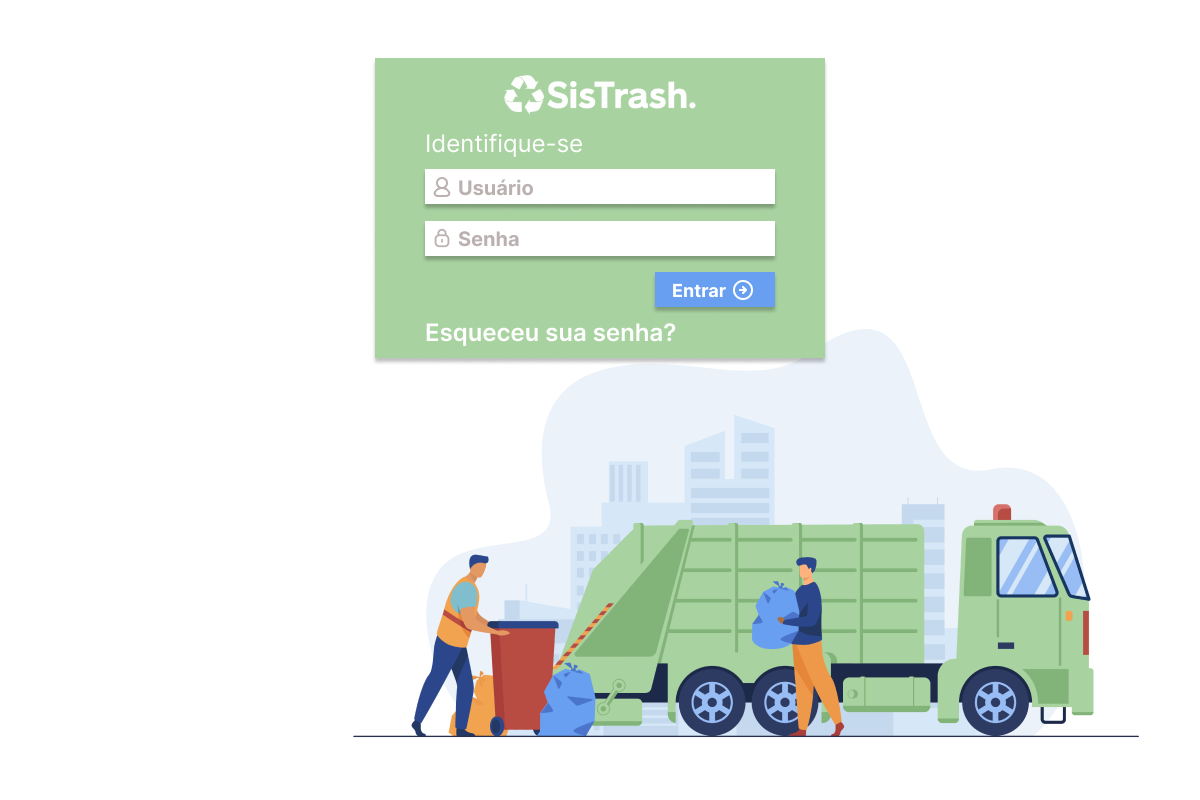 SisTrash.
Identifique-se
Usuário
Senha
Entrar
Esqueceu sua senha?